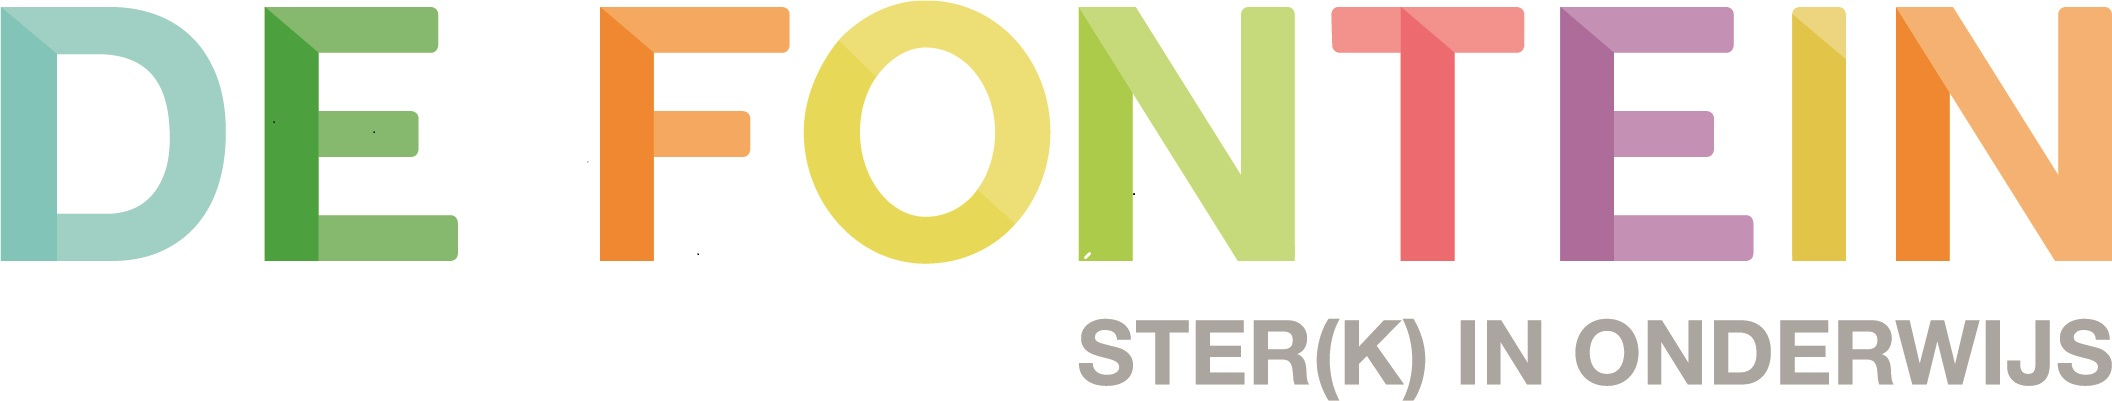 DE FONTEIN
STER(K) IN ONDERWIJS